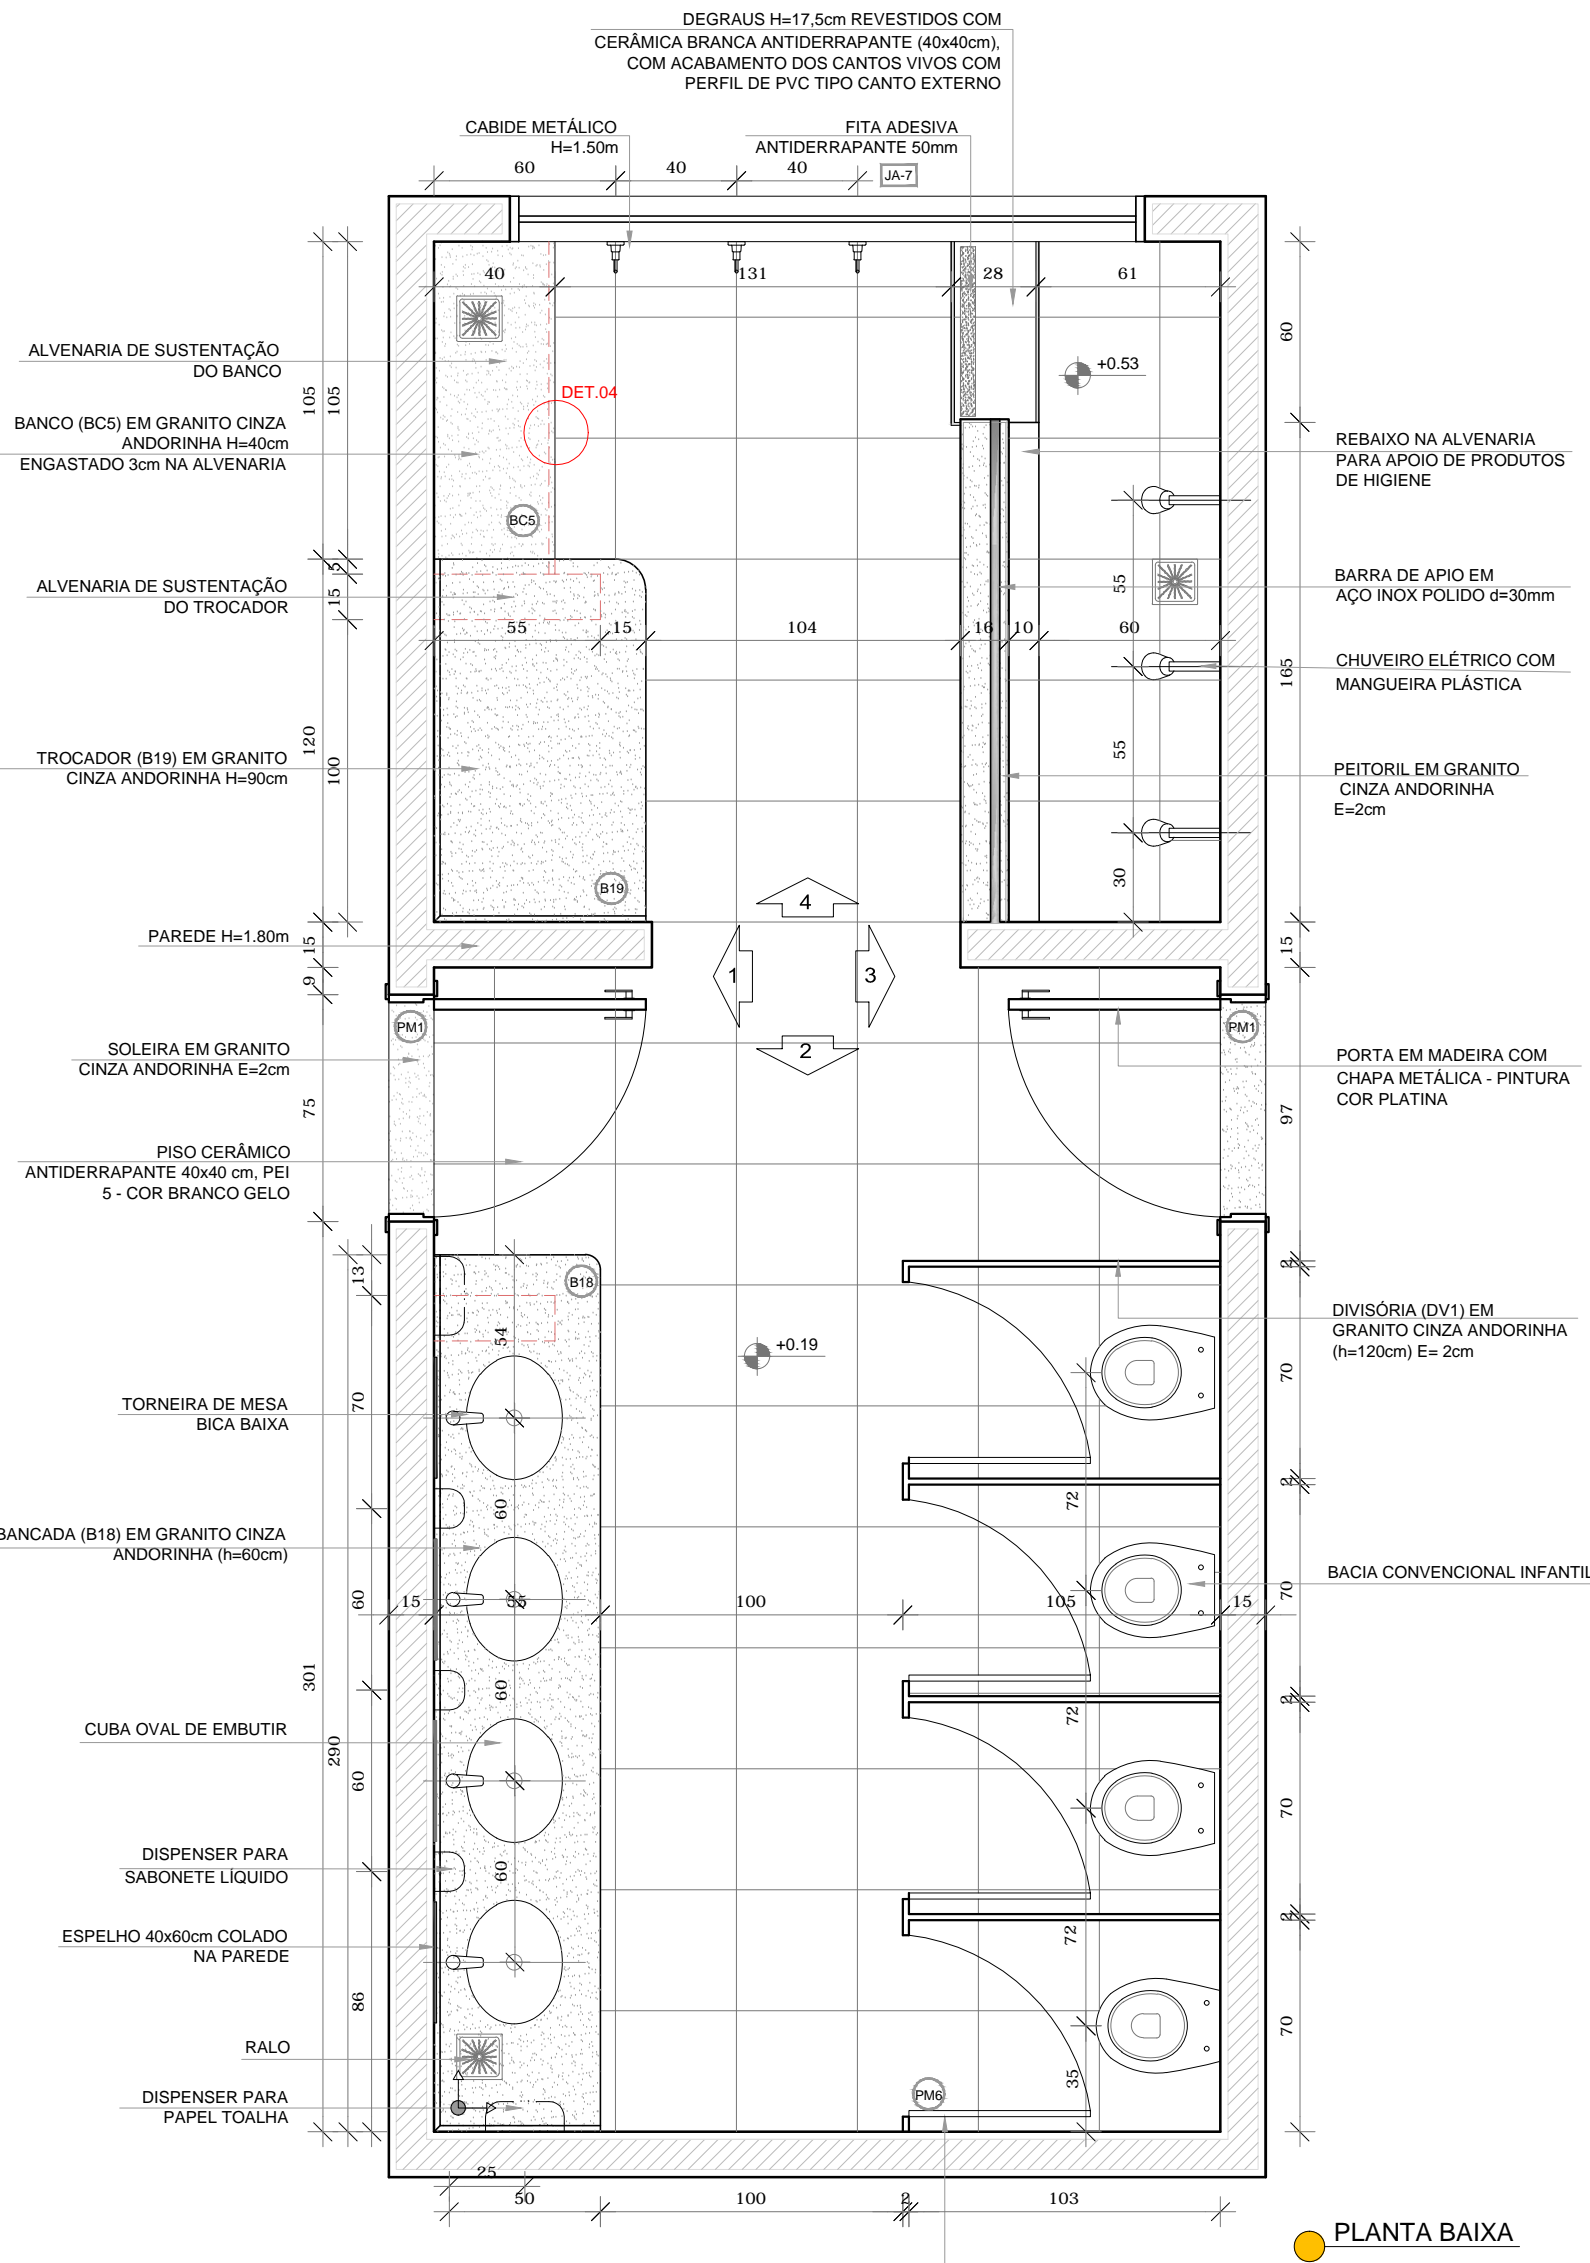 DEGRAUS H=17,5cm REVESTIDOS COM
CERÂMICA BRANCA ANTIDERRAPANTE (40x40cm),
COM ACABAMENTO DOS CANTOS VIVOS COM
PERFIL DE PVC TIPO CANTO EXTERNO
CABIDE METÁLICO
H=1.50m
FITA ADESIVA
ANTIDERRAPANTE 50mm
60
40
40
JA-7
40
131
28
61
60
105
105
+0.53
ALVENARIA DE SUSTENTAÇÃO
DO BANCO
DET.04
BANCO (BC5) EM GRANITO CINZA
ANDORINHA H=40cm
ENGASTADO 3cm NA ALVENARIA
BC5
REBAIXO NA ALVENARIA
PARA APOIO DE PRODUTOS
DE HIGIENE
5
15
ALVENARIA DE SUSTENTAÇÃO
DO TROCADOR
55
BARRA DE APIO EM
AÇO INOX POLIDO d=30mm
55
15
104
16
10
60
165
CHUVEIRO ELÉTRICO COM
MANGUEIRA PLÁSTICA
120
100
TROCADOR (B19) EM GRANITO
CINZA ANDORINHA H=90cm
55
PEITORIL EM GRANITO
CINZA ANDORINHA
E=2cm
30
B19
4
1
3
2
PAREDE H=1.80m
15
9
15
PM1
PM1
SOLEIRA EM GRANITO
CINZA ANDORINHA E=2cm
75
97
PORTA EM MADEIRA COM
CHAPA METÁLICA - PINTURA
COR PLATINA
PISO CERÂMICO
ANTIDERRAPANTE 40x40 cm, PEI
5 - COR BRANCO GELO
13
B18
54
+0.19
2
DIVISÓRIA (DV1) EM
GRANITO CINZA ANDORINHA
(h=120cm) E= 2cm
70
70
TORNEIRA DE MESA
BICA BAIXA
60
72
2
BANCADA (B18) EM GRANITO CINZA
ANDORINHA (h=60cm)
60
BACIA CONVENCIONAL INFANTIL
70
15
55
100
105
15
301
290
60
72
2
CUBA OVAL DE EMBUTIR
60
70
DISPENSER PARA
SABONETE LÍQUIDO
60
72
2
ESPELHO 40x60cm COLADO
NA PAREDE
86
70
RALO
35
PM6
DISPENSER PARA
PAPEL TOALHA
25
50
100
2
103
PLANTA BAIXA